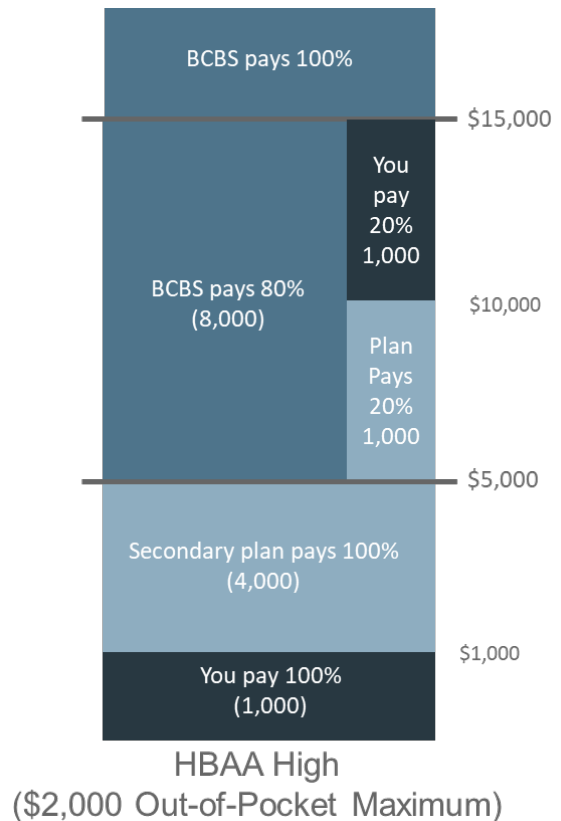 BCBS pays 100%
$15,000
You
pay
20%
1,000
BCBS pays 80%
(8,000)
$10,000
Plan
Pays
20%
1,000
$5,000
Secondary plan pays 100%
(4,000)
$1,000
You pay 100%
(1,000)
HBAA High
($2,000 Out-of-Pocket Maximum)